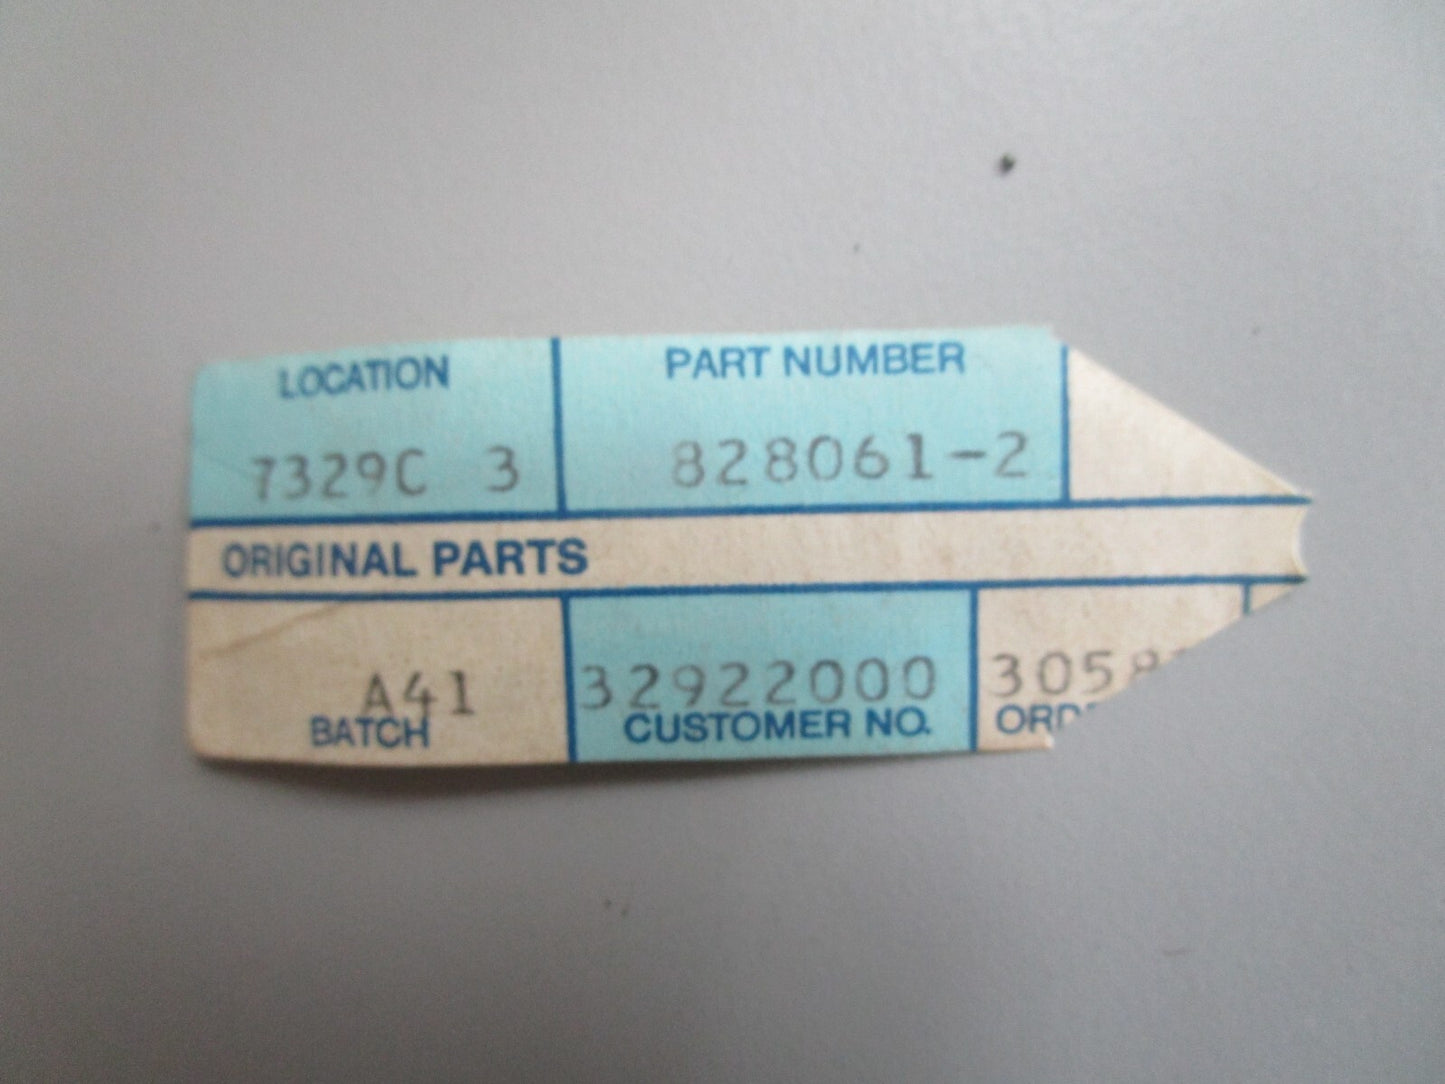 LOCATION PART NUMBER
7329C 3 828061-2
ORIGINAL PARTS
A41 32922000
BATCH CUSTOMER NO.